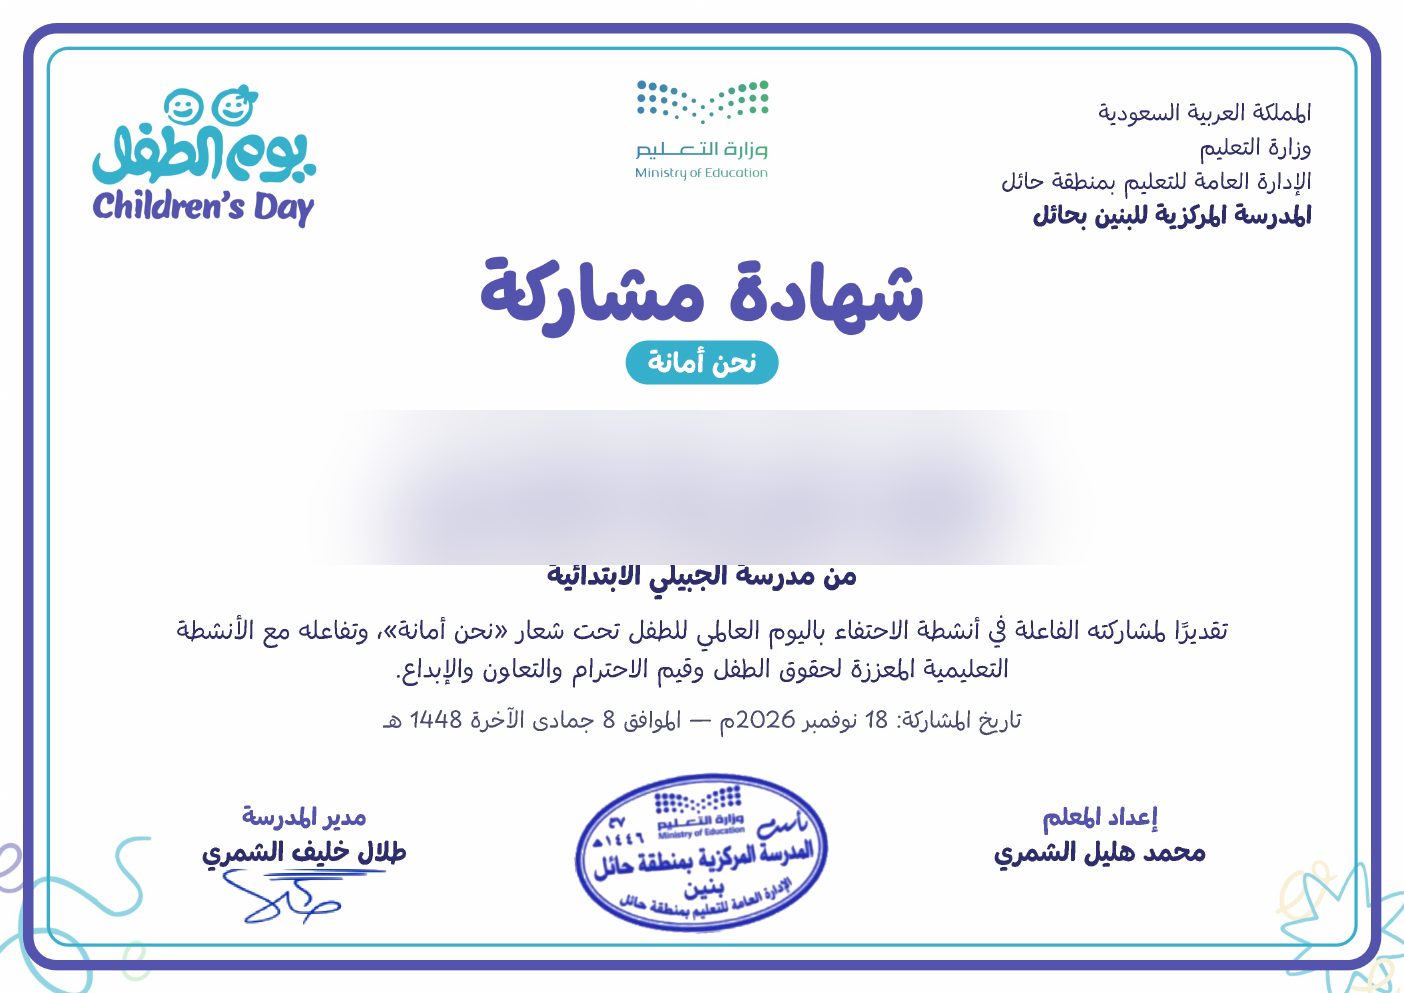 المملكة العربية السعودية
وزارة التعليم
الإدارة العامة للتعليم بمنطقة حائل
المدرسة المركزية للبنين بحائل
وزارة التعليم
Ministry of Education
يوم الطفل
Children's Day
شهادة مشاركة
نحن أمانة
من مدرسة الجبيلي الابتدائية
تقديرًا لمشاركته الفاعلة في أنشطة الاحتفاء باليوم العالمي للطفل تحت شعار «نحن أمانة»، وتفاعله مع الأنشطة
التعليمية المعززة لحقوق الطفل وقيم الاحترام والتعاون والإبداع.
تاريخ المشاركة: 18 نوفمبر 2026م — الموافق 8 جمادى الآخرة 1448 هـ
إعداد المعلم
محمد هليل الشمري
وزارة التعليم
Ministry of Education
تأسست
١٤٤٦هـ
المدرسة المركزية بمنطقة حائل
بنين
الإدارة العامة للتعليم بمنطقة حائل
مدير المدرسة
طلال خليف الشمري